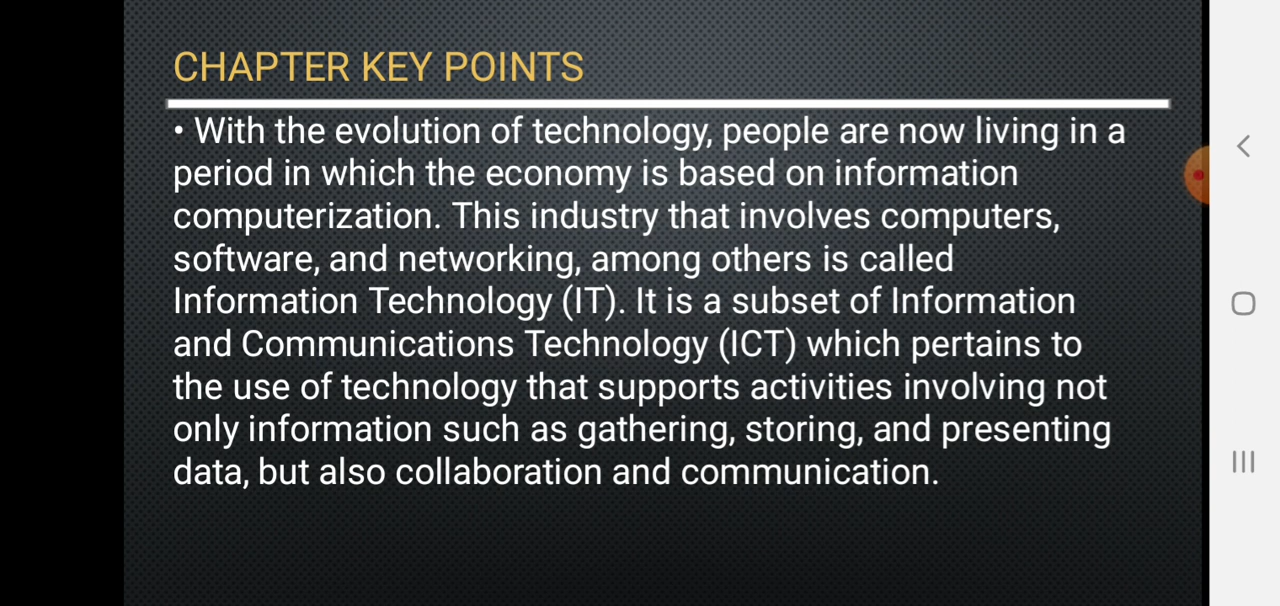 CHAPTER KEY POINTS
• With the evolution of technology, people are now living in a
period in which the economy is based on information
computerization. This industry that involves computers,
software, and networking, among others is called
Information Technology (IT). It is a subset of Information
and Communications Technology (ICT) which pertains to
the use of technology that supports activities involving not
only information such as gathering, storing, and presenting
data, but also collaboration and communication.